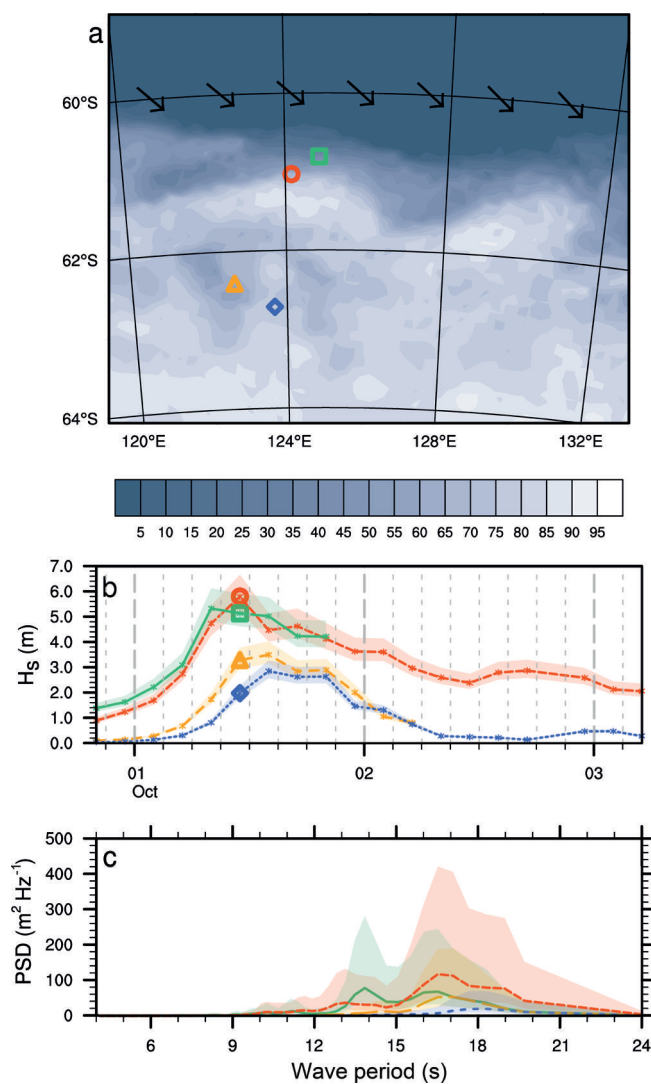 a
60°S
62°S
64°S
120°E 124°E 128°E 132°E
5 10 15 20 25 30 35 40 45 50 55 60 65 70 75 80 85 90 95
b
Hs (m)
7.0
6.0
5.0
4.0
3.0
2.0
1.0
0.0
01 02 03
Oct
c
PSD (m² Hz⁻¹)
500
400
300
200
100
0
6 9 12 15 18 21 24
Wave period (s)